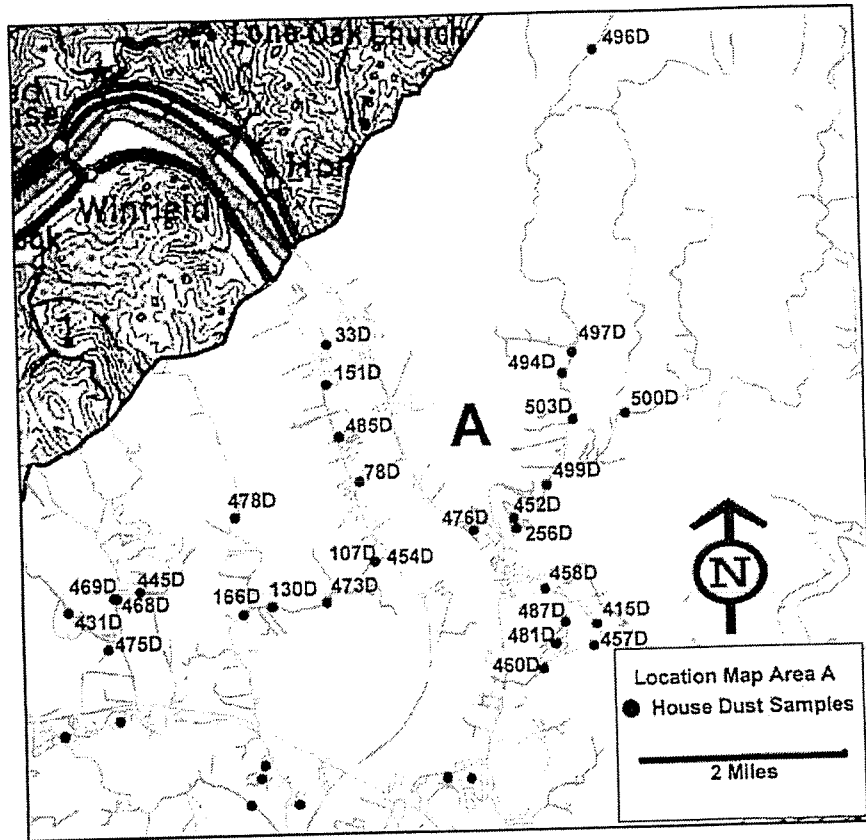 Lone Oak Church
496D
Winfield
33D
497D
494D
151D
503D
500D
A
485D
78D
499D
478D
452D
476D
256D
107D
454D
458D
469D
445D
468D
166D
130D
473D
487D
415D
431D
481D
457D
475D
460D
N
Location Map Area A
House Dust Samples
2 Miles